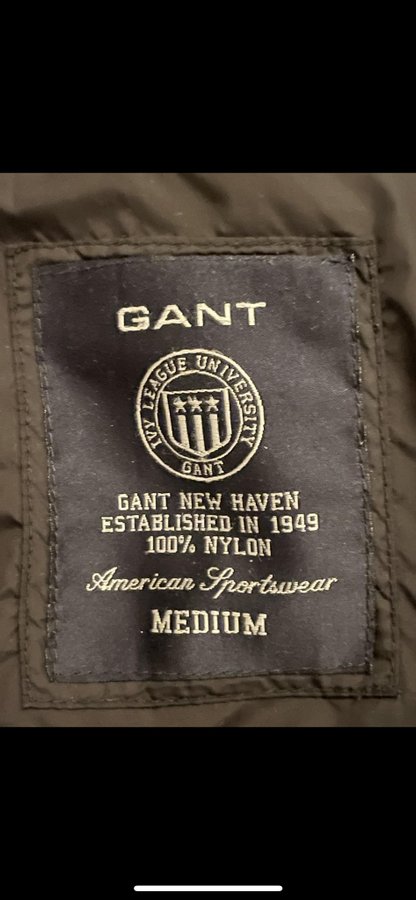 GANT
IVY LEAGUE UNIVERSITY
GANT
GANT NEW HAVEN
ESTABLISHED IN 1949
100% NYLON
American Sportswear
MEDIUM